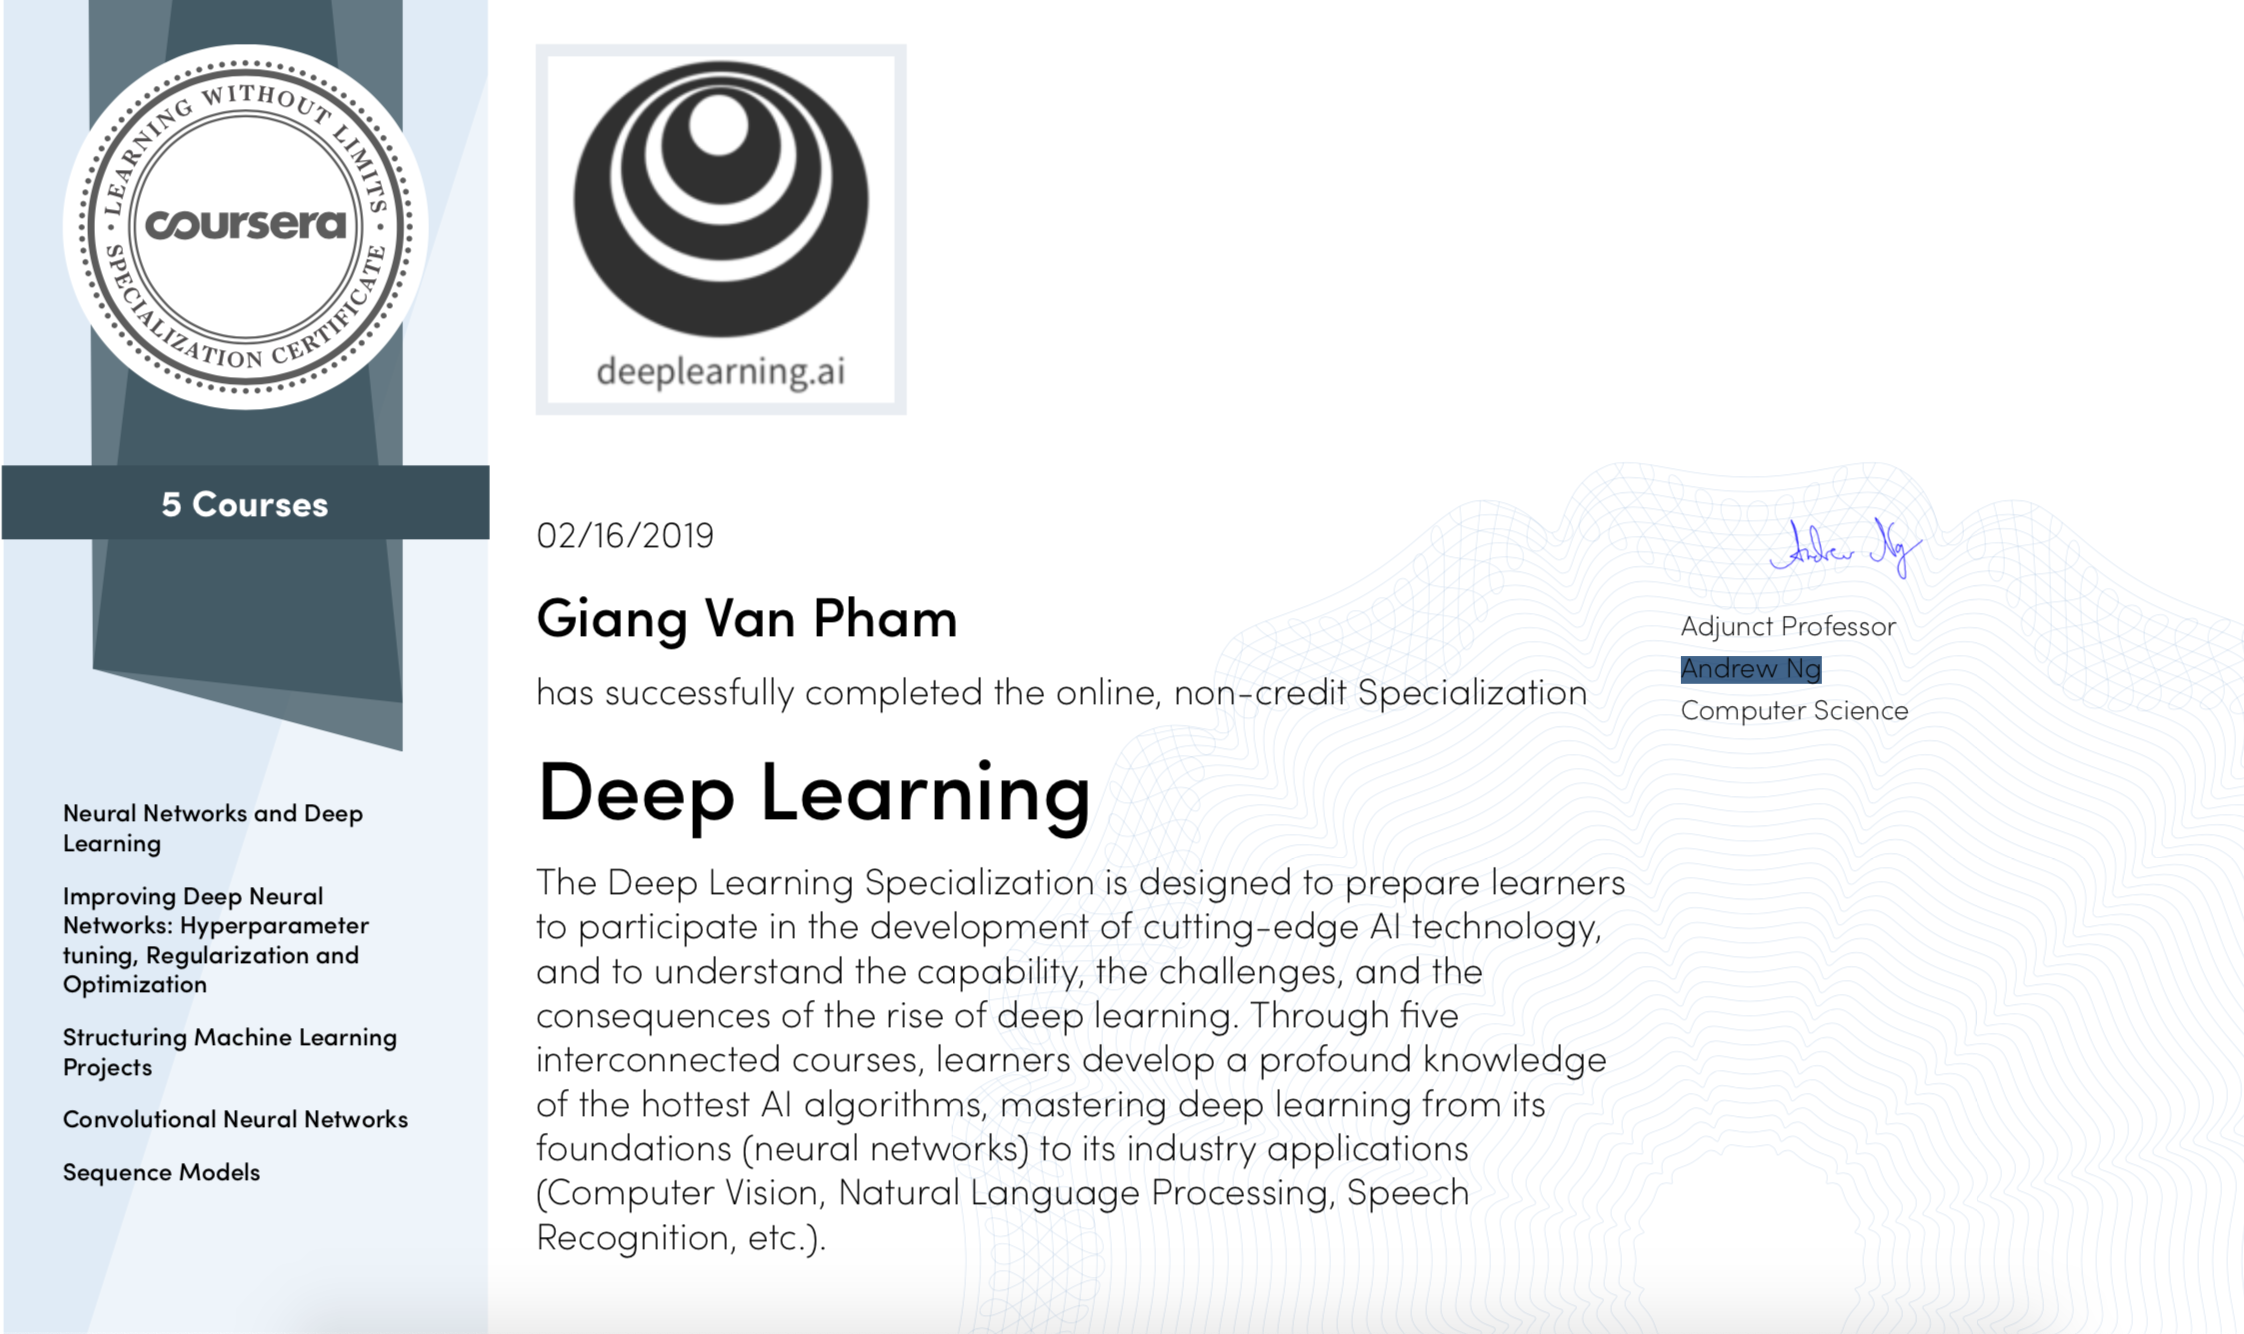 LEARNING WITHOUT LIMITS
coursera
SPECIALIZATION CERTIFICATE
5 Courses
Neural Networks and Deep
Learning
Improving Deep Neural
Networks: Hyperparameter
tuning, Regularization and
Optimization
Structuring Machine Learning
Projects
Convolutional Neural Networks
Sequence Models
deeplearning.ai
02/16/2019
Giang Van Pham
has successfully completed the online, non-credit Specialization
Deep Learning
The Deep Learning Specialization is designed to prepare learners
to participate in the development of cutting-edge AI technology,
and to understand the capability, the challenges, and the
consequences of the rise of deep learning. Through five
interconnected courses, learners develop a profound knowledge
of the hottest AI algorithms, mastering deep learning from its
foundations (neural networks) to its industry applications
(Computer Vision, Natural Language Processing, Speech
Recognition, etc.).
Andrew Ng
Adjunct Professor
Andrew Ng
Computer Science